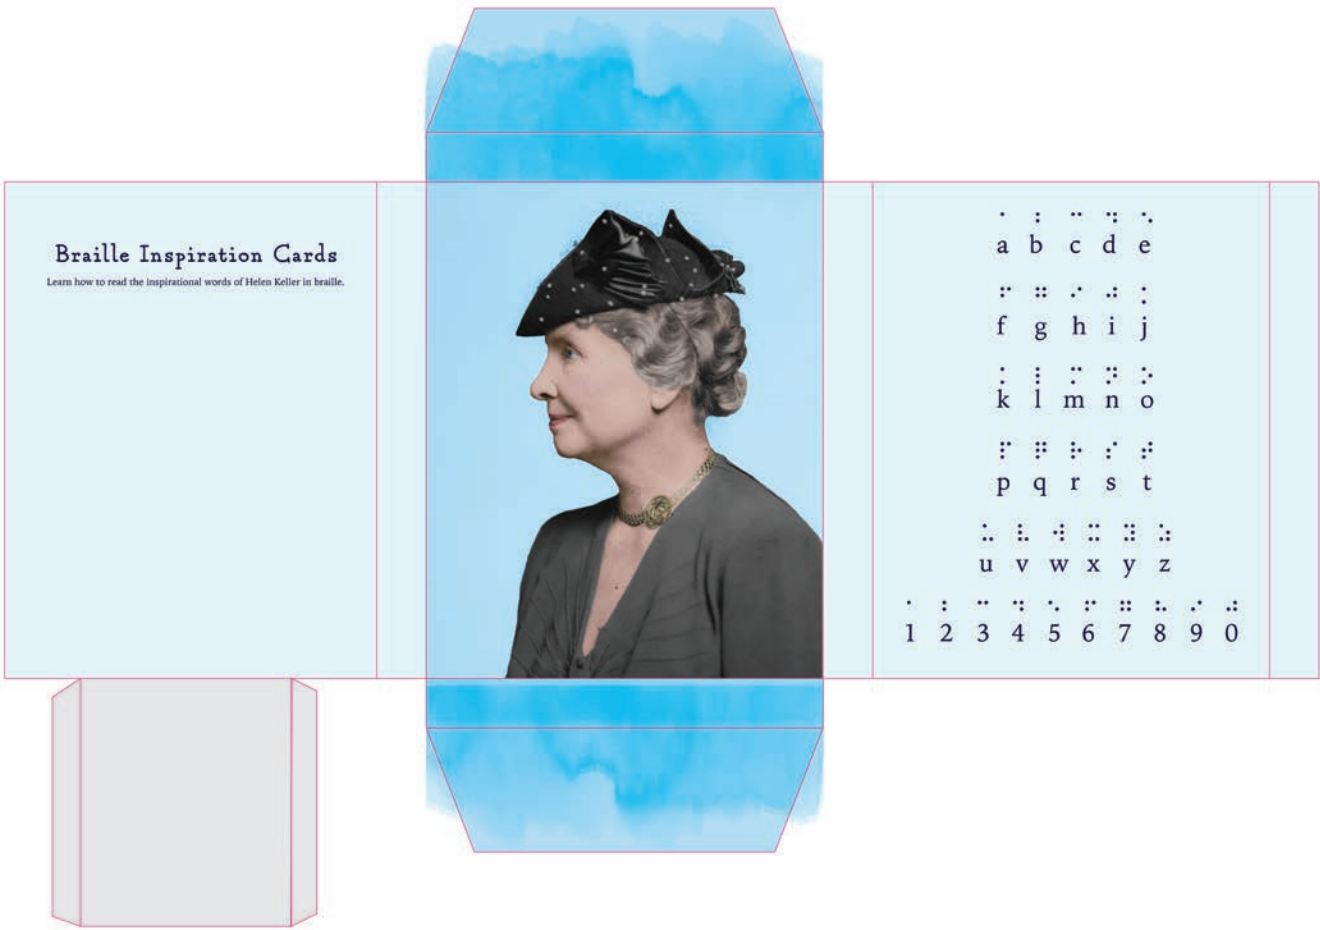 Braille Inspiration Cards
Learn how to read the inspirational words of Helen Keller in braille.
⠁ ⠃ ⠉ ⠙ ⠑
a b c d e
⠋ ⠛ ⠊ ⠚ ⠅
f g h i j
⠅ ⠇ ⠍ ⠝ ⠕
k l m n o
⠏ ⠟ ⠗ ⠎ ⠞
p q r s t
⠥ ⠧ ⠺ ⠭ ⠽ ⠵
u v w x y z
⠁ ⠃ ⠉ ⠙ ⠑ ⠋ ⠛ ⠓ ⠊ ⠚
1 2 3 4 5 6 7 8 9 0